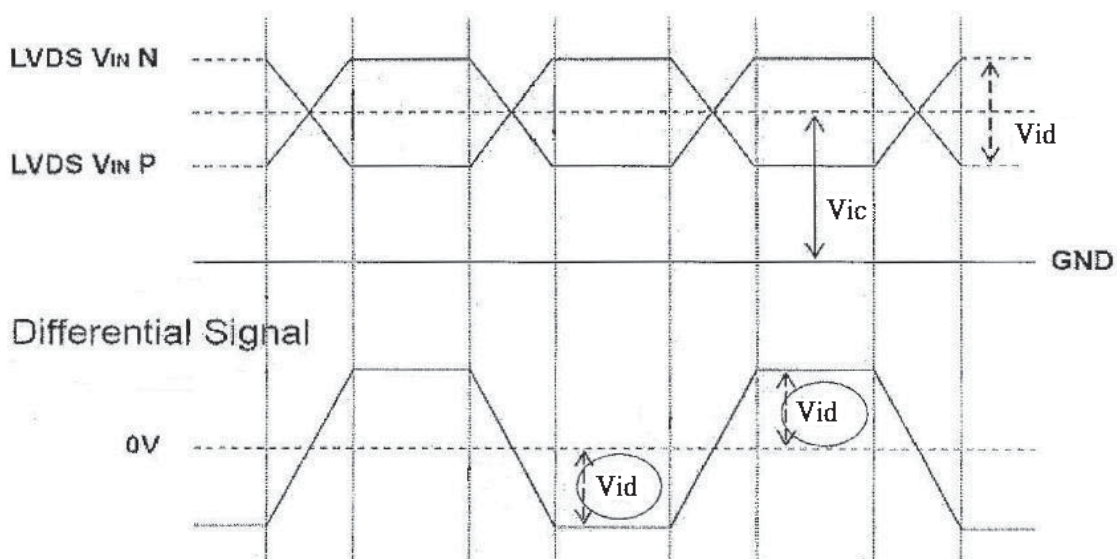 LVDS VIN N
Vid
LVDS VIN P
Vic
GND
Differential Signal
Vid
0V
Vid